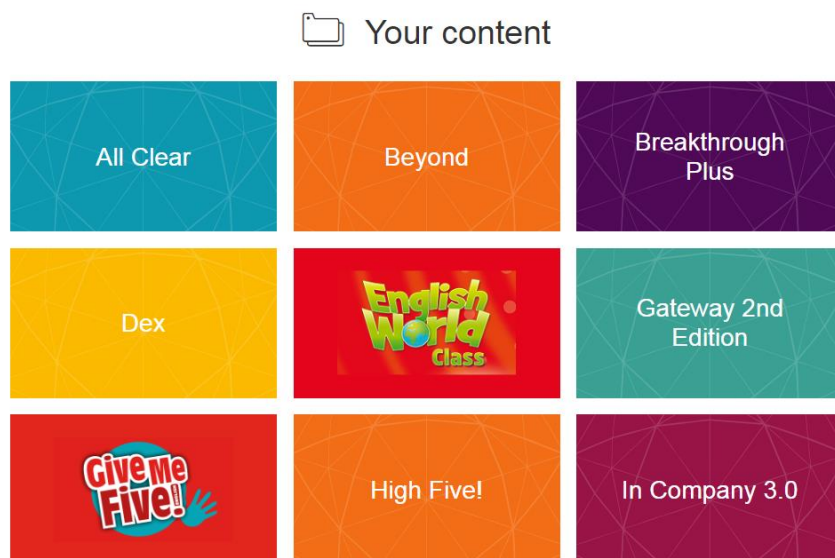 Your content
All Clear
Beyond
Breakthrough
Plus
Dex
English
World
Class
Gateway 2nd
Edition
Give Me
Five!
High Five!
In Company 3.0